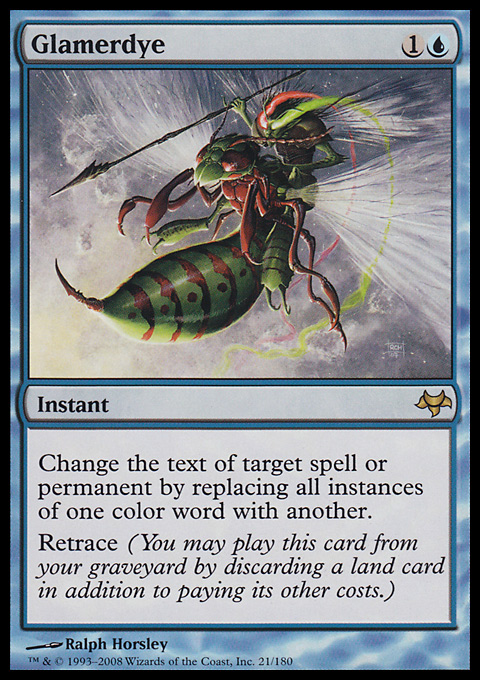 Glamerdye 1
Instant
Change the text of target spell or
permanent by replacing all instances
of one color word with another.
Retrace (You may play this card from
your graveyard by discarding a land card
in addition to paying its other costs.)
Ralph Horsley
™ & © 1993–2008 Wizards of the Coast, Inc. 21/180